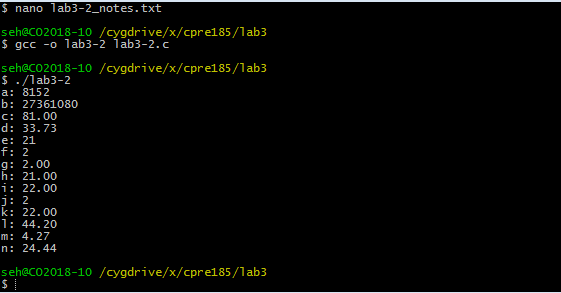 $ nano lab3-2_notes.txt
seh@CO2018-10 /cygdrive/x/cpre185/lab3
$ gcc -o lab3-2 lab3-2.c
seh@CO2018-10 /cygdrive/x/cpre185/lab3
$ ./lab3-2
a: 8152
b: 27361080
c: 81.00
d: 33.73
e: 21
f: 2
g: 2.00
h: 21.00
i: 22.00
j: 2
k: 22.00
l: 44.20
m: 4.27
n: 24.44
seh@CO2018-10 /cygdrive/x/cpre185/lab3
$